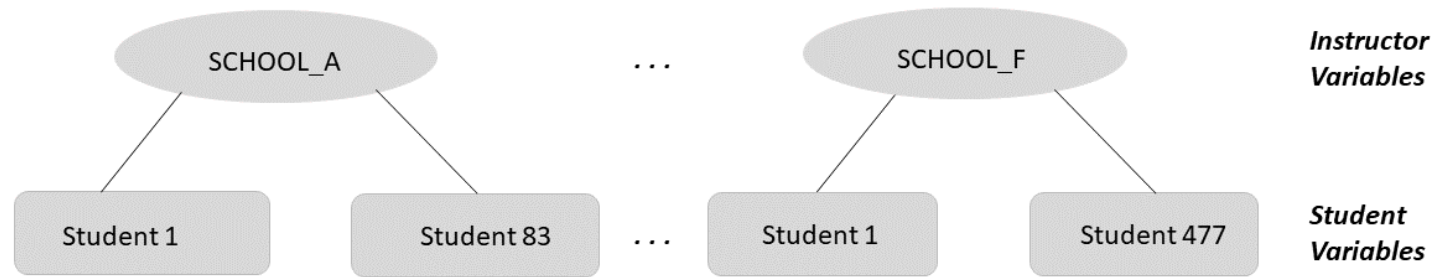 SCHOOL_A
...
SCHOOL_F
Instructor
Variables
Student 1
Student 83
...
Student 1
Student 477
Student
Variables